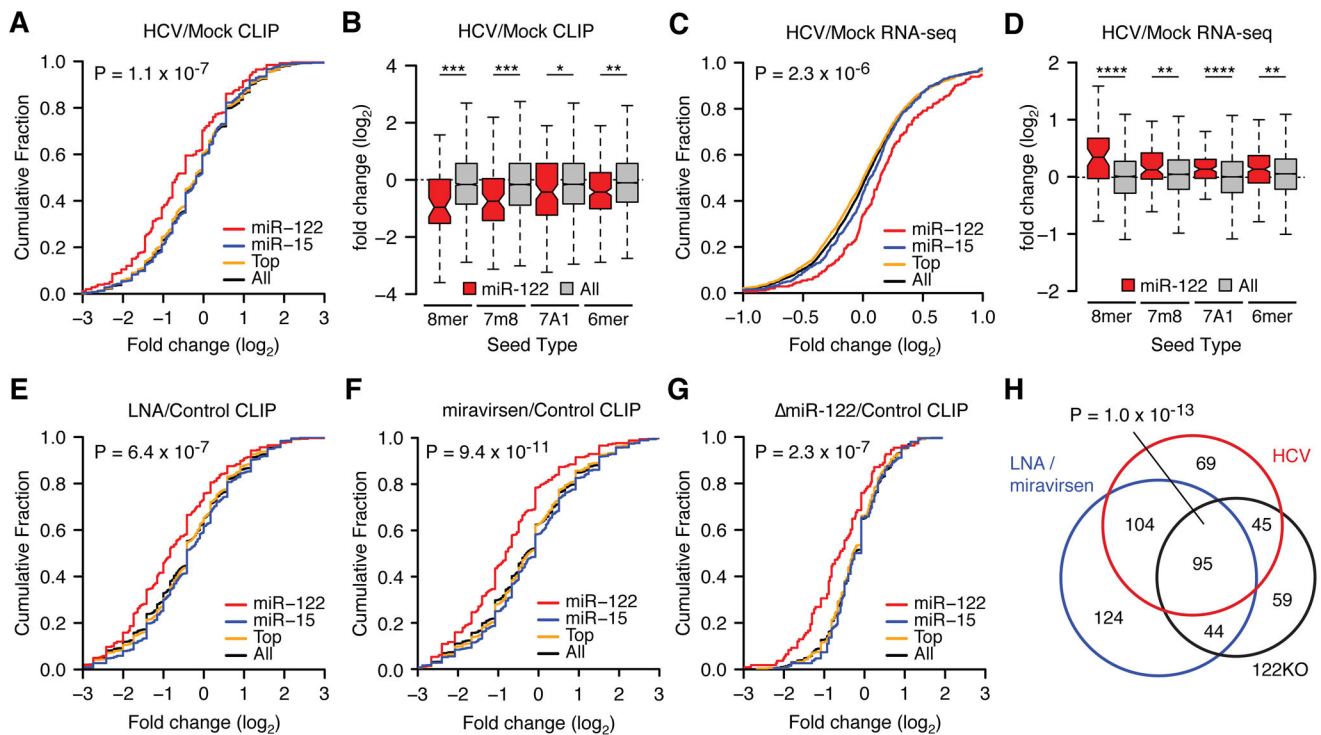 A
HCV/Mock CLIP
P = 1.1 x 10-7
Cumulative Fraction
1.0
0.8
0.6
0.4
0.2
0.0
miR−122
miR−15
Top
All
−3 −2 −1 0 1 2 3
Fold change (log2)
B
HCV/Mock CLIP
fold change (log2)
4
2
0
−2
−4
*** *** * **
miR−122 All
8mer 7m8 7A1 6mer
Seed Type
C
HCV/Mock RNA-seq
P = 2.3 x 10-6
Cumulative Fraction
1.0
0.8
0.6
0.4
0.2
0.0
miR−122
miR−15
Top
All
−1.0 −0.5 0.0 0.5 1.0
Fold change (log2)
D
HCV/Mock RNA-seq
fold change (log2)
2
1
0
−1
−2
**** ** **** **
miR−122 All
8mer 7m8 7A1 6mer
Seed Type
E
LNA/Control CLIP
P = 6.4 x 10-7
Cumulative Fraction
1.0
0.8
0.6
0.4
0.2
0.0
miR−122
miR−15
Top
All
−3 −2 −1 0 1 2 3
Fold change (log2)
F
miravirsen/Control CLIP
P = 9.4 x 10-11
Cumulative Fraction
1.0
0.8
0.6
0.4
0.2
0.0
miR−122
miR−15
Top
All
−3 −2 −1 0 1 2 3
Fold change (log2)
G
ΔmiR-122/Control CLIP
P = 2.3 x 10-7
Cumulative Fraction
1.0
0.8
0.6
0.4
0.2
0.0
miR−122
miR−15
Top
All
−3 −2 −1 0 1 2 3
Fold change (log2)
H
P = 1.0 x 10-13
LNA /
miravirsen
HCV
69
104
45
95
59
124
44
122KO